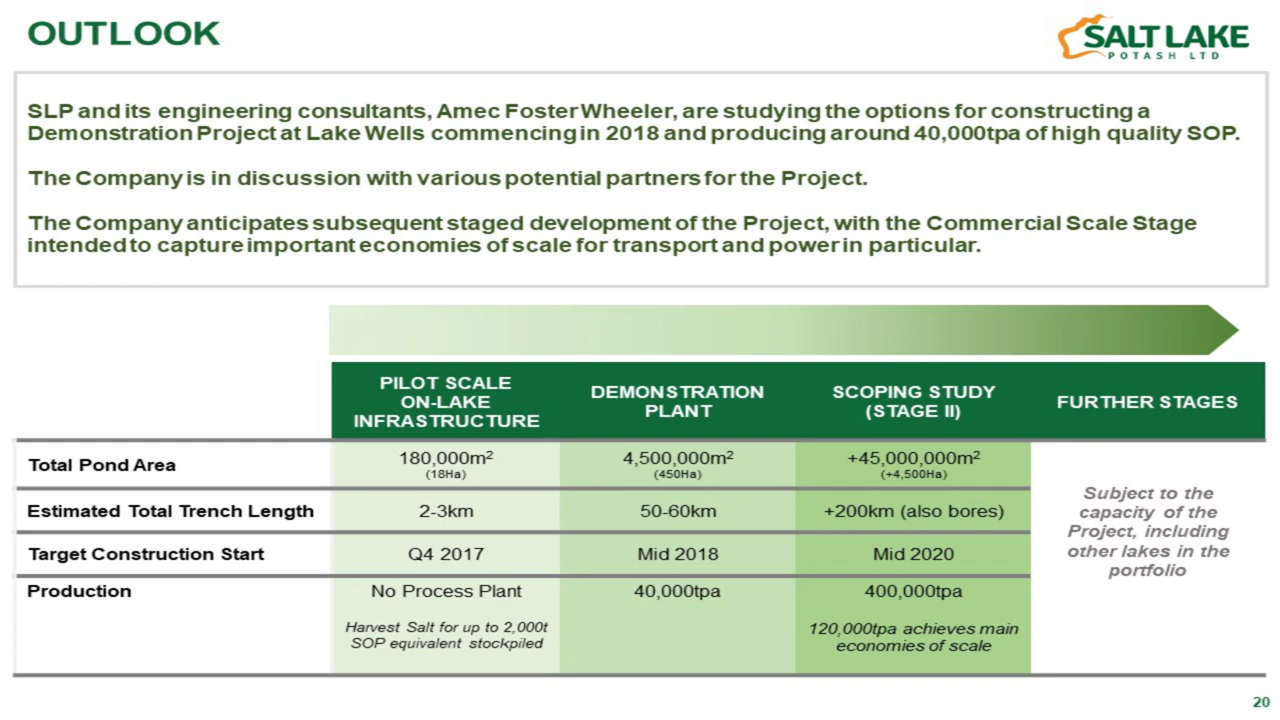 OUTLOOK
SALT LAKE
POTASH LTD
SLP and its engineering consultants, Amec Foster Wheeler, are studying the options for constructing a
Demonstration Project at Lake Wells commencing in 2018 and producing around 40,000tpa of high quality SOP.
The Company is in discussion with various potential partners for the Project.
The Company anticipates subsequent staged development of the Project, with the Commercial Scale Stage
intended to capture important economies of scale for transport and power in particular.
PILOT SCALE
ON-LAKE
INFRASTRUCTURE
DEMONSTRATION
PLANT
SCOPING STUDY
(STAGE II)
FURTHER STAGES
Total Pond Area
180,000m²
(18Ha)
4,500,000m²
(450Ha)
+45,000,000m²
(+4,500Ha)
Estimated Total Trench Length
2-3km
50-60km
+200km (also bores)
Target Construction Start
Q4 2017
Mid 2018
Mid 2020
Production
No Process Plant
Harvest Salt for up to 2,000t
SOP equivalent stockpiled
40,000tpa
400,000tpa
120,000tpa achieves main
economies of scale
Subject to the
capacity of the
Project, including
other lakes in the
portfolio
20